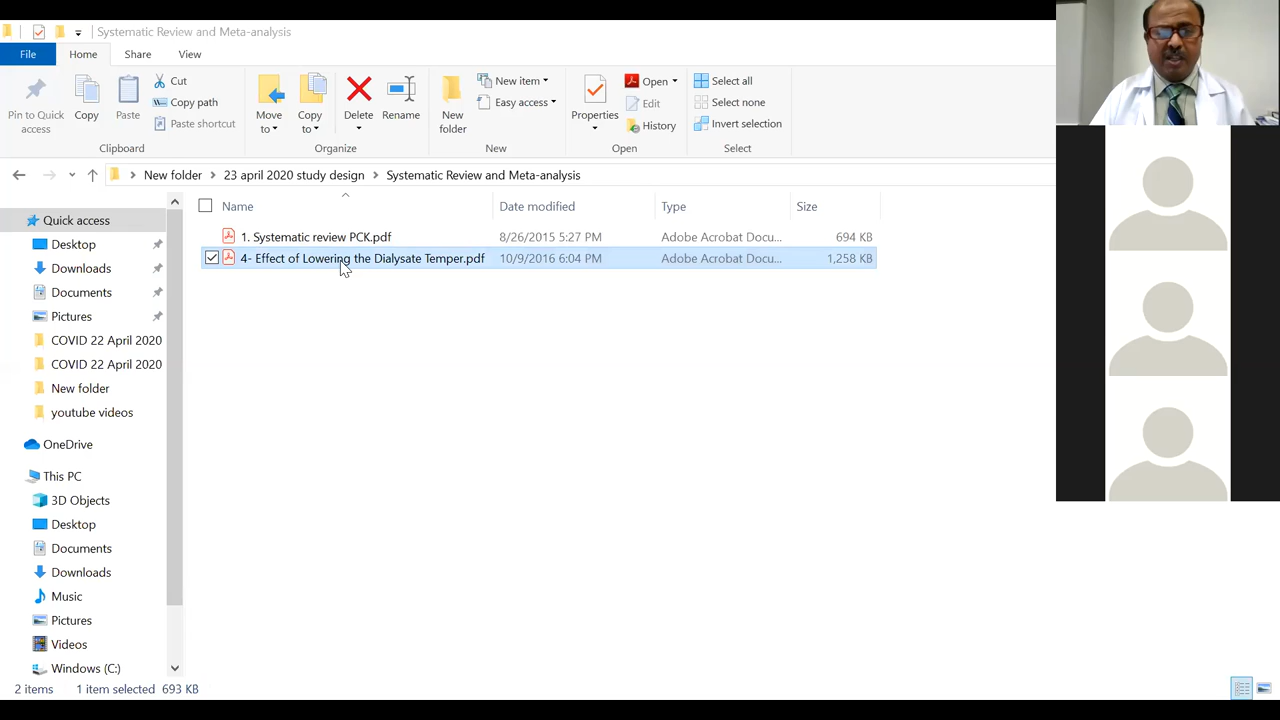 Systematic Review and Meta-analysis
File Home Share View
Pin to Quick access
Copy
Paste
Cut
Copy path
Paste shortcut
Clipboard
Move to
Copy to
Delete
Rename
Organize
New folder
New item
Easy access
New
Properties
Open
Edit
History
Open
Select all
Select none
Invert selection
Select
New folder 23 april 2020 study design Systematic Review and Meta-analysis
Name Date modified Type Size
1. Systematic review PCK.pdf 8/26/2015 5:27 PM Adobe Acrobat Docu... 694 KB
4- Effect of Lowering the Dialysate Temper.pdf 10/9/2016 6:04 PM Adobe Acrobat Docu... 1,258 KB
Quick access
Desktop
Downloads
Documents
Pictures
COVID 22 April 2020
COVID 22 April 2020
New folder
youtube videos
OneDrive
This PC
3D Objects
Desktop
Documents
Downloads
Music
Pictures
Videos
Windows (C:)
2 items 1 item selected 693 KB